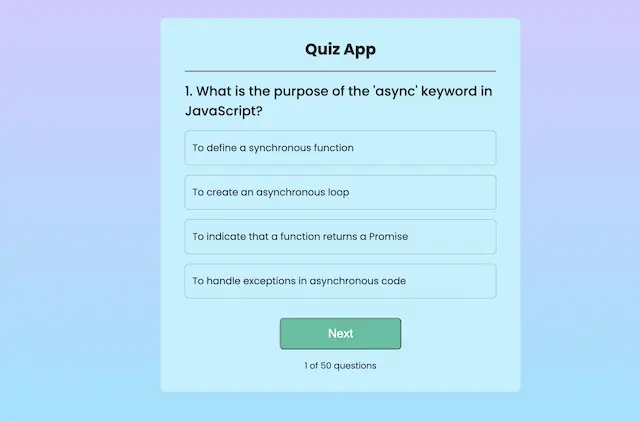 Quiz App
1. What is the purpose of the 'async' keyword in
JavaScript?
To define a synchronous function
To create an asynchronous loop
To indicate that a function returns a Promise
To handle exceptions in asynchronous code
Next
1 of 50 questions